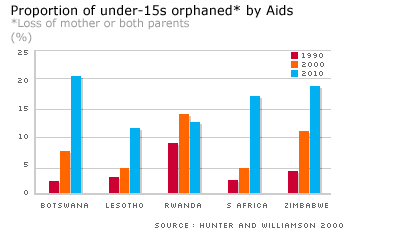 Proportion of under-15s orphaned* by Aids
*Loss of mother or both parents
(%)
25
1990
2000
2010
20
15
10
5
0
BOTSWANA LESOTHO RWANDA S AFRICA ZIMBABWE
SOURCE: HUNTER AND WILLIAMSON 2000